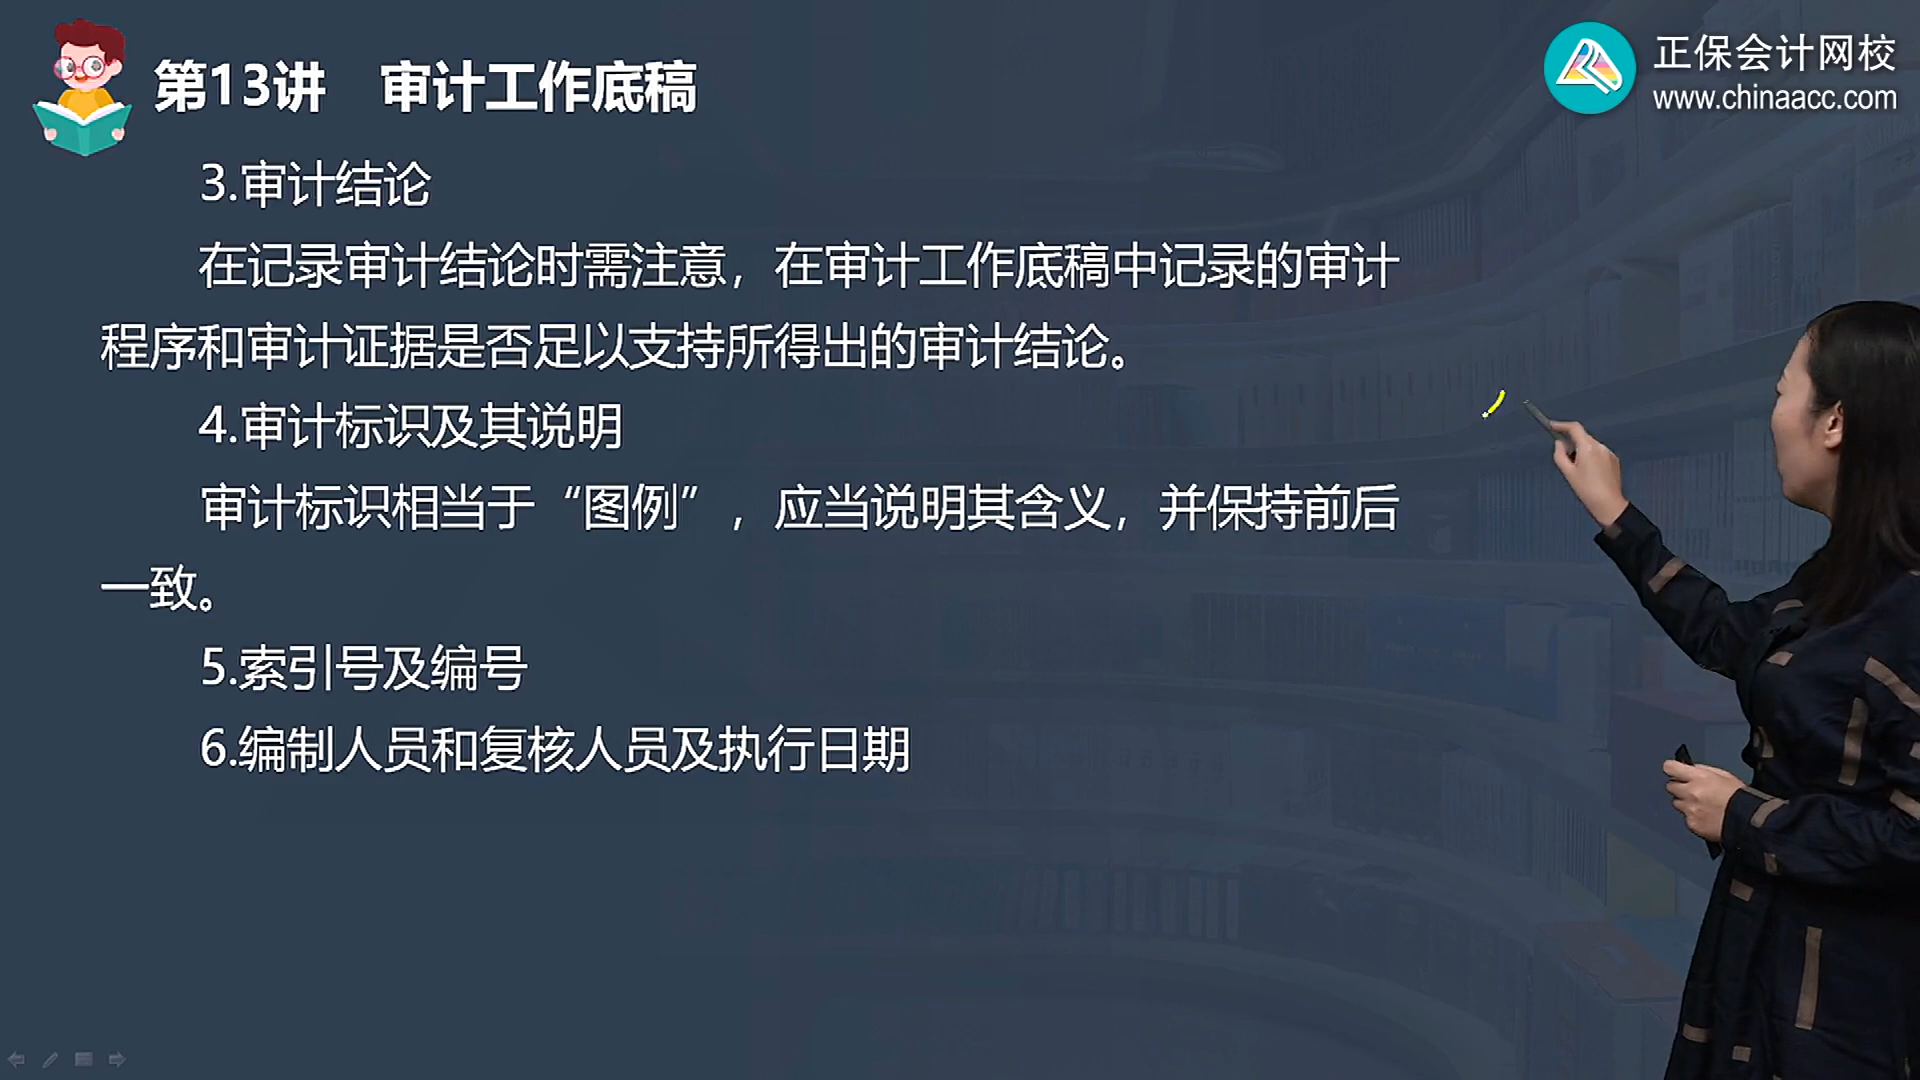 第13讲 审计工作底稿
正保会计网校
www.chinaacc.com
3.审计结论
在记录审计结论时需注意，在审计工作底稿中记录的审计
程序和审计证据是否足以支持所得出的审计结论。
4.审计标识及其说明
审计标识相当于“图例”，应当说明其含义，并保持前后
一致。
5.索引号及编号
6.编制人员和复核人员及执行日期